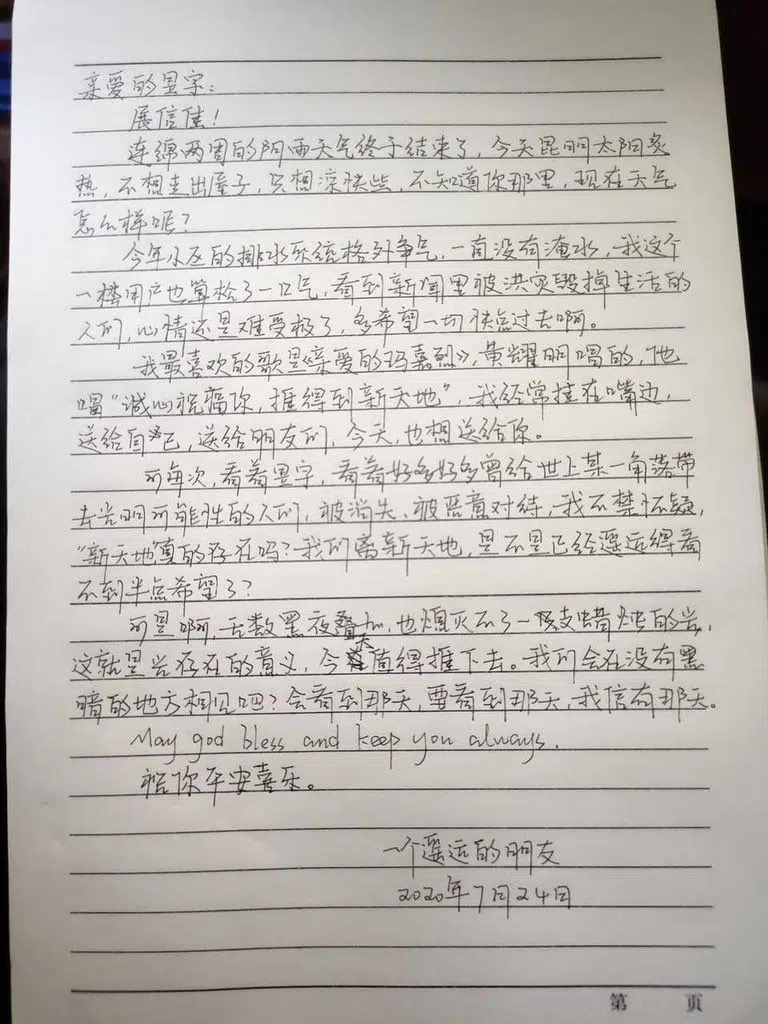 亲爱的昱宇:
展信佳!
连绵两周的阴雨天气终于结束了,今天昆明太阳炙
热,不想走出屋子,只想凉快些,不知道你那里,现在天气
怎么样呢?
今年小区的排水系统格外争气,一直没有淹水,我这个
一楼用户也算松了一口气,看到新闻里被洪灾毁掉生活的
人们,心情还是难受极了,多希望一切快点过去啊。
我最喜欢的歌是《亲爱的玛嘉烈》,黄耀明唱的,他
唱“诚心祝福你,捱得到新天地”,我经常挂在嘴边,
送给自己,送给朋友们,今天,也想送给你。
可每次,看着昱宇,看着好多好多曾给世上某一角落带
去光明可能性的人们,被消失、被恶意对待,我不禁怀疑,
“新天地”真的存在吗?我们离新天地,是不是已经遥远得看
不到半点希望了?
可是啊,无数黑夜叠加,也熄灭不了一支蜡烛的光,
这就是光存在的意义,今天值得捱下去。我们会在没有黑
暗的地方相见吧?会看到那天,要看到那天,我信有那天。
May god bless and keep you always.
祝你平安喜乐。
一个遥远的朋友
2020年7月24日
第 页